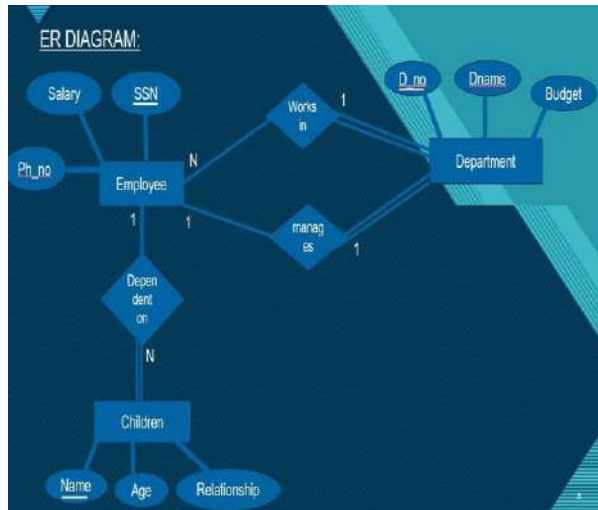 ER DIAGRAM:
Salary
SSN
Ph_no
Employee
N
1
1
Works
in
1
D_no
Dname
Budget
Department
manag
es
1
Depen
dent
on
N
Children
Name
Age
Relationship